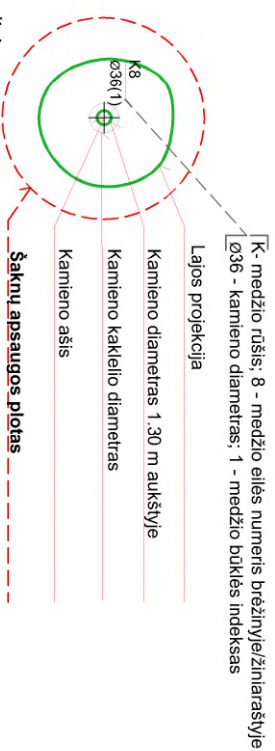 K- medžio rūšis; 8 - medžio eilės numeris brėžinyje/žiniaraštyje
Ø36 - kamieno diametras; 1 - medžio būklės indeksas
K8
Ø36(1)
Lajos projekcija
Kamieno diametras 1.30 m aukštyje
Kamieno kaklelio diametras
Kamieno ašis
Šaknų apsaugos plotas